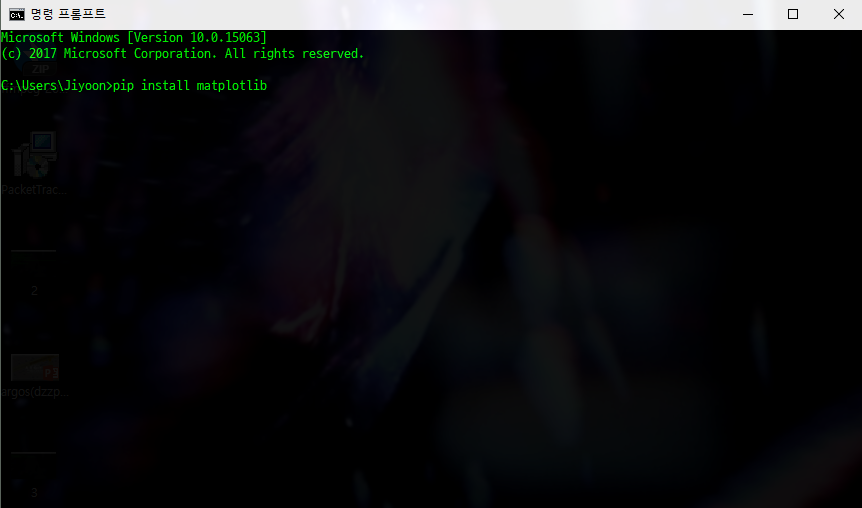 명령 프롬프트
Microsoft Windows [Version 10.0.15063]
(c) 2017 Microsoft Corporation. All rights reserved.
ZIP
C:\Users\Jiyoon>pip install matplotlib
PacketTrac...
2
argos(dzzp...
3